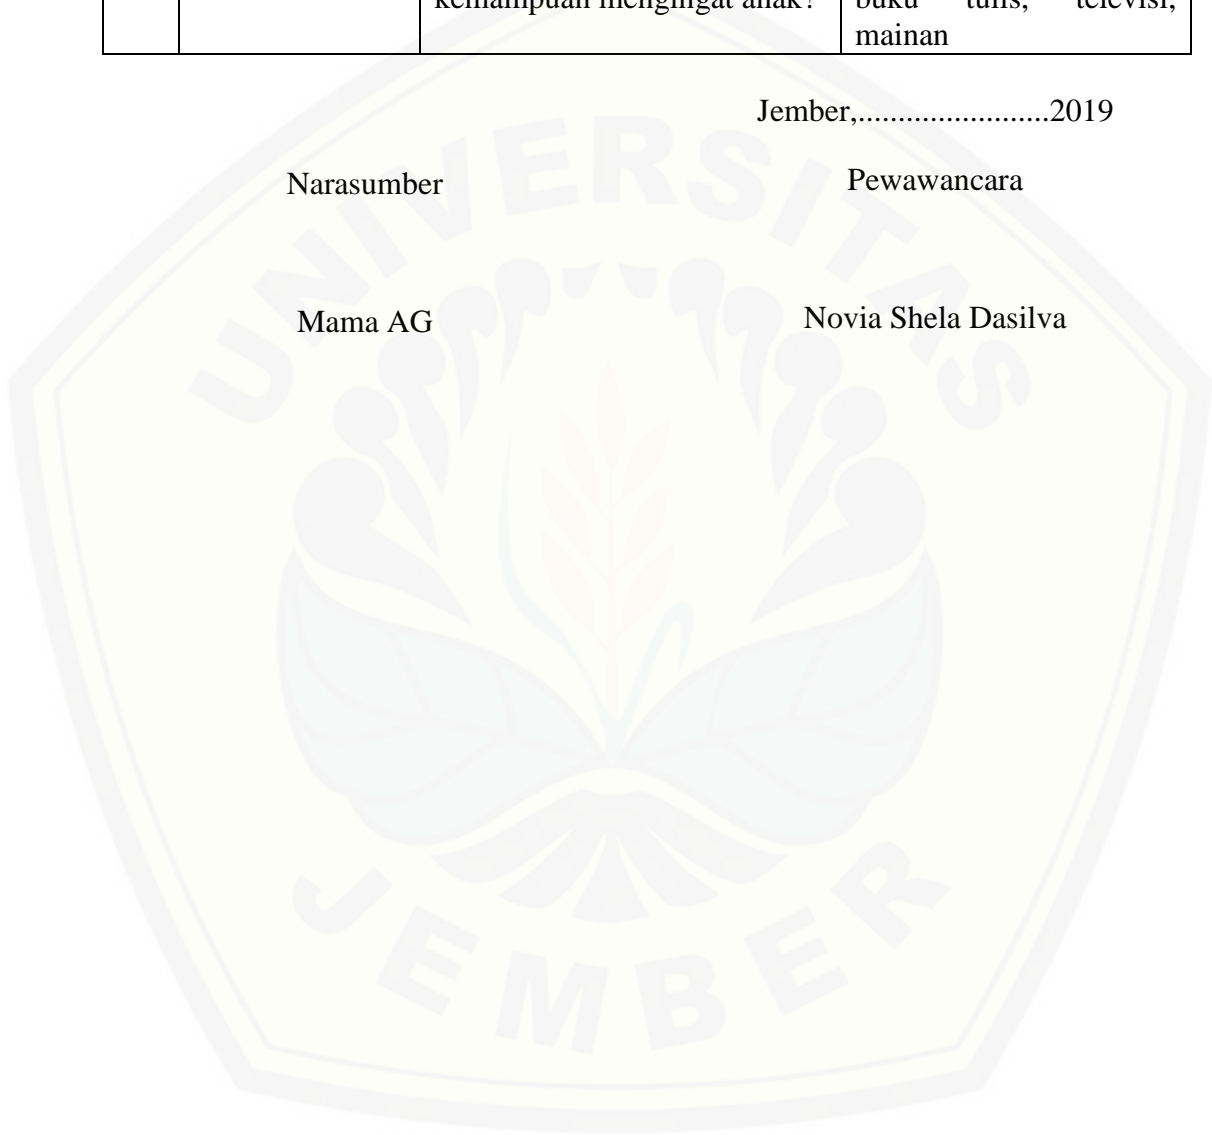 kemampuan mengingat anak?
buku tulis, televisi,
mainan
Jember,........................2019
Narasumber
Pewawancara
Mama AG
Novia Shela Dasilva
UNIVERSITAS
JEMBER